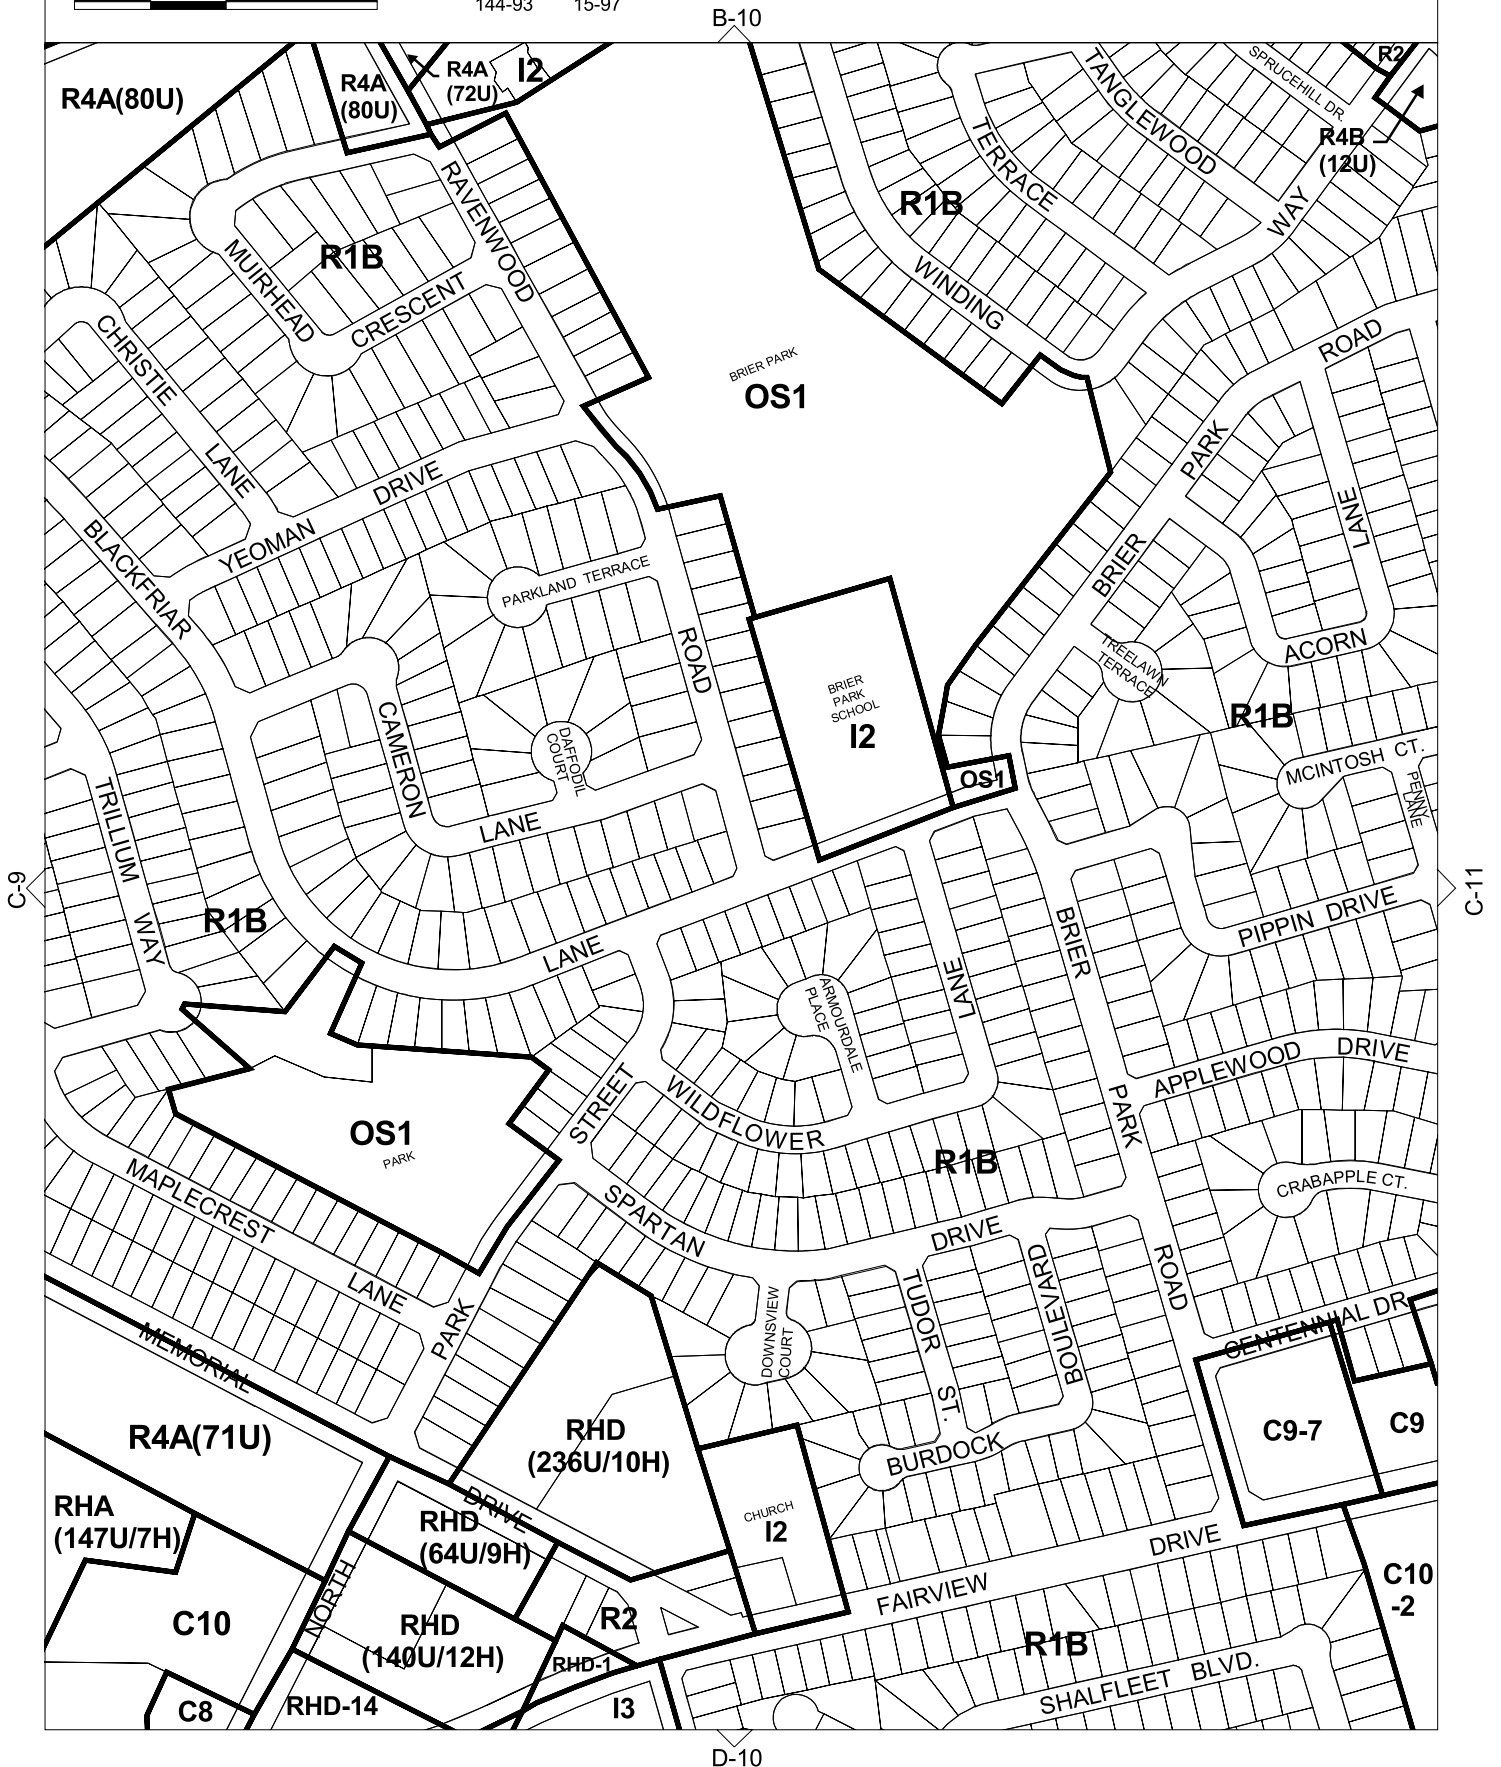 144-93 15-97
B-10
R4A(80U)
R4A
(80U)
R4A
(72U)
I2
R2
SPRUCEHILL DR.
TANGLEWOOD
R4B
(12U)
TERRACE
WAY
R1B
WINDING
RAVENWOOD
R1B
MUIRHEAD
CRESCENT
CHRISTIE
LANE
BRIER PARK
OS1
ROAD
PARK
BRIER
LANE
ACORN
TREELAWN
TERRACE
YEOMAN
DRIVE
BLACKFRIAR
PARKLAND TERRACE
ROAD
BRIER
PARK
SCHOOL
I2
OS1
R1B
MCINTOSH CT.
PENNY
LANE
CAMERON
LANE
DAFFODIL
COURT
TRILLIUM
WAY
C-9
C-11
R1B
LANE
LANE
BRIER
PIPPIN DRIVE
ARMOURDALE
PLACE
APPLEWOOD DRIVE
PARK
STREET
WILDFLOWER
OS1
PARK
R1B
CRABAPPLE CT.
MAPLECREST
LANE
SPARTAN
DRIVE
ROAD
TUDOR
ST.
BOULEVARD
DOWNSVIEW
COURT
CENTENNIAL DR.
PARK
MEMORIAL
R4A(71U)
RHD
(236U/10H)
C9-7
C9
BURDOCK
RHA
(147U/7H)
DRIVE
RHD
(64U/9H)
CHURCH
I2
DRIVE
FAIRVIEW
C10
-2
NORTH
C10
RHD
(140U/12H)
R2
R1B
RHD-1
SHALFLEET BLVD.
C8
RHD-14
I3
D-10